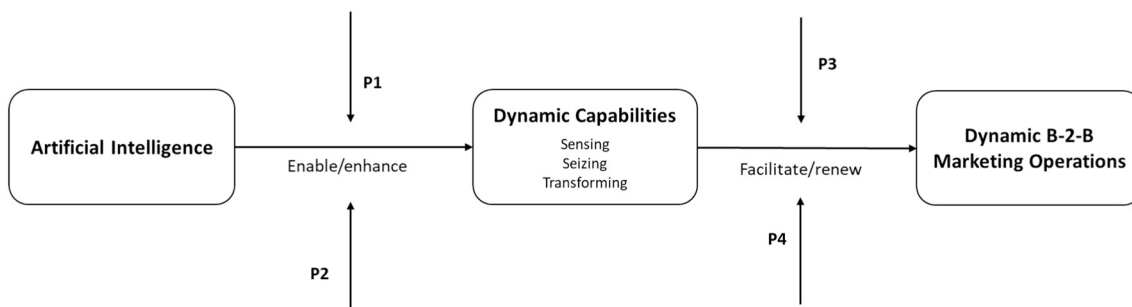 P1
P3
Artificial Intelligence
Enable/enhance
Dynamic Capabilities
Sensing
Seizing
Transforming
Facilitate/renew
Dynamic B-2-B
Marketing Operations
P2
P4